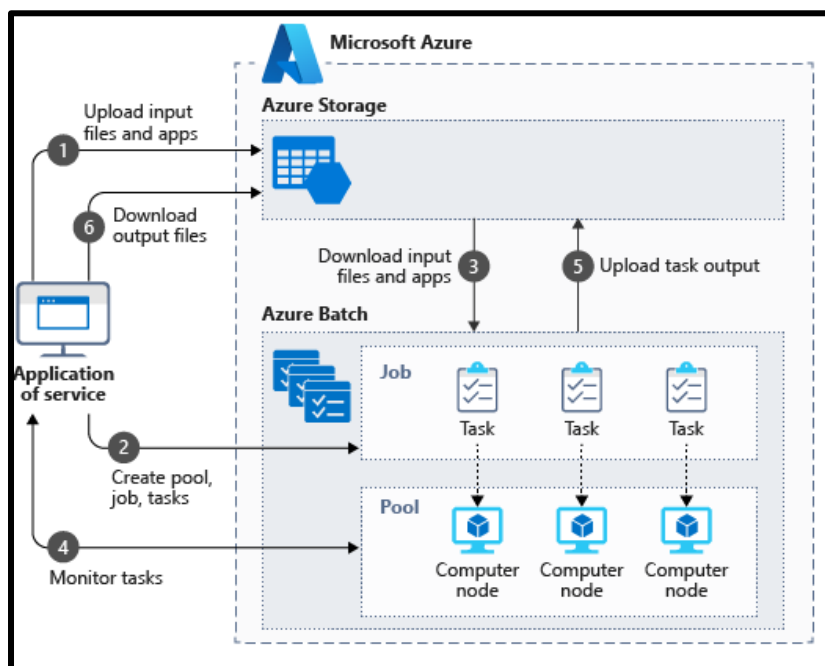 Microsoft Azure
Azure Storage
Upload input
files and apps
1
6
Download
output files
Download input
files and apps
3
5
Upload task output
Azure Batch
Application
of service
Job
Task
Task
Task
2
Create pool,
job, tasks
Pool
4
Monitor tasks
Computer
node
Computer
node
Computer
node